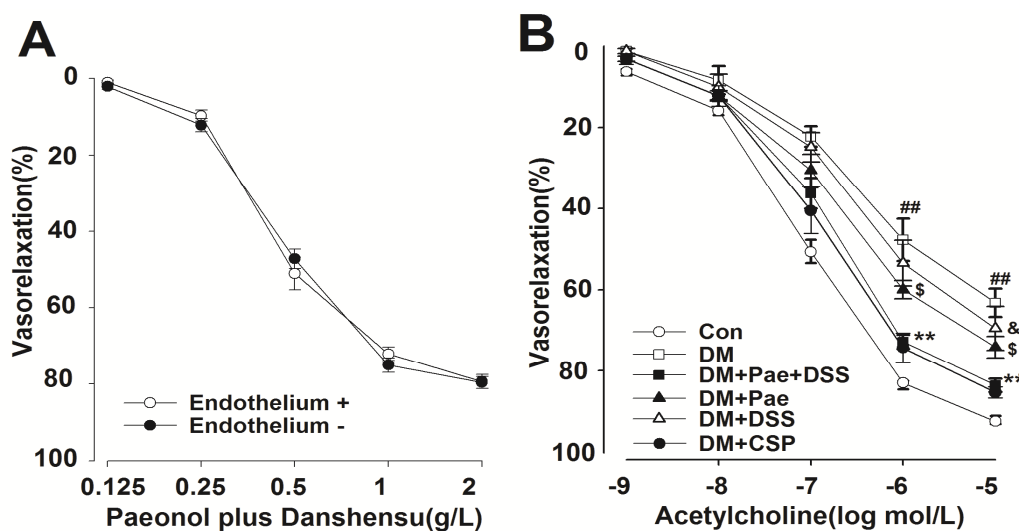 A
Vasorelaxation(%)
0
20
40
60
80
100
Endothelium +
Endothelium -
0.125 0.25 0.5 1 2
Paeonol plus Danshensu(g/L)
B
Vasorelaxation(%)
0
20
40
60
80
100
##
##
$
&
$
**
**
Con
DM
DM+Pae+DSS
DM+Pae
DM+DSS
DM+CSP
-9 -8 -7 -6 -5
Acetylcholine(log mol/L)